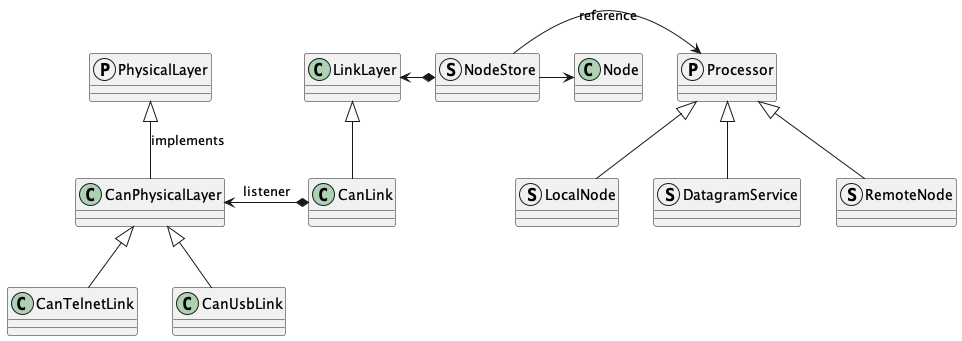 reference
P PhysicalLayer
C LinkLayer
S NodeStore
C Node
P Processor
implements
C CanPhysicalLayer
listener
C CanLink
S LocalNode
S DatagramService
S RemoteNode
C CanTelnetLink
C CanUsbLink